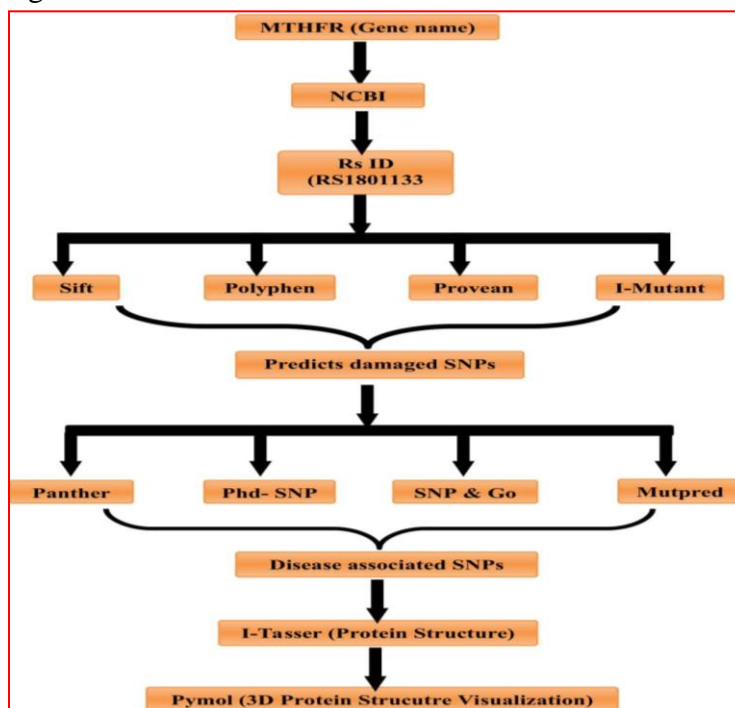 MTHFR (Gene name)
NCBI
Rs ID
(RS1801133
Sift
Polyphen
Provean
I-Mutant
Predicts damaged SNPs
Panther
Phd- SNP
SNP & Go
Mutpred
Disease associated SNPs
I-Tasser (Protein Structure)
Pymol (3D Protein Strucutre Visualization)